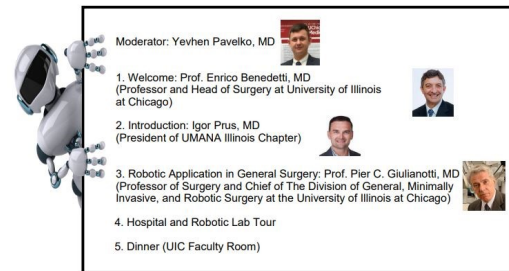 Moderator: Yevhen Pavelko, MD
1. Welcome: Prof. Enrico Benedetti, MD
(Professor and Head of Surgery at University of Illinois
at Chicago)
2. Introduction: Igor Prus, MD
(President of UMANA Illinois Chapter)
3. Robotic Application in General Surgery: Prof. Pier C. Giulianotti, MD
(Professor of Surgery and Chief of The Division of General, Minimally
Invasive, and Robotic Surgery at the University of Illinois at Chicago)
4. Hospital and Robotic Lab Tour
5. Dinner (UIC Faculty Room)